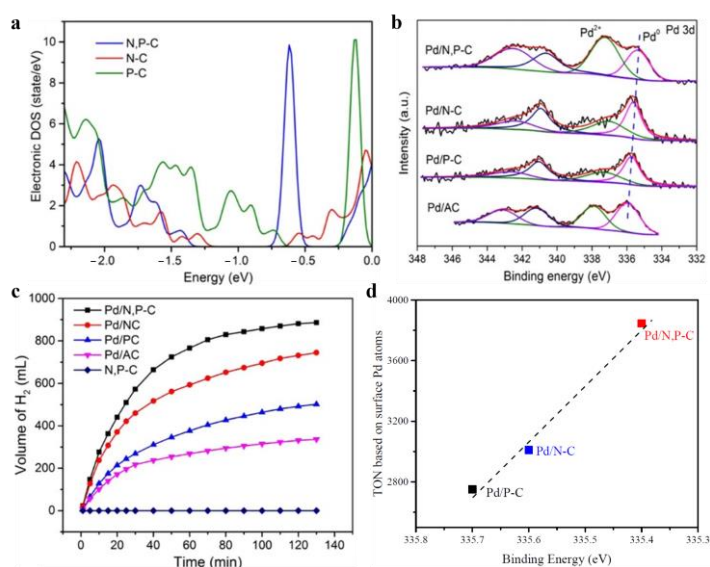 a
Electronic DOS (state/eV)
10
8
6
4
2
0
N,P-C
N-C
P-C
−2.0
−1.5
−1.0
−0.5
0.0
Energy (eV)
b
Intensity (a.u.)
Pd 3d
Pd²⁺
Pd⁰
Pd/N,P-C
Pd/N-C
Pd/P-C
Pd/AC
348 346 344 342 340 338 336 334 332
Binding energy (eV)
c
Volume of H₂ (mL)
1000
800
600
400
200
0
Pd/N,P-C
Pd/NC
Pd/PC
Pd/AC
N,P-C
0 20 40 60 80 100 120 140
Time (min)
d
TON based on surface Pd atoms
4000
3600
3200
2800
Pd/N,P-C
Pd/N-C
Pd/P-C
335.8 335.7 335.6 335.5 335.4 335.3
Binding Energy (eV)